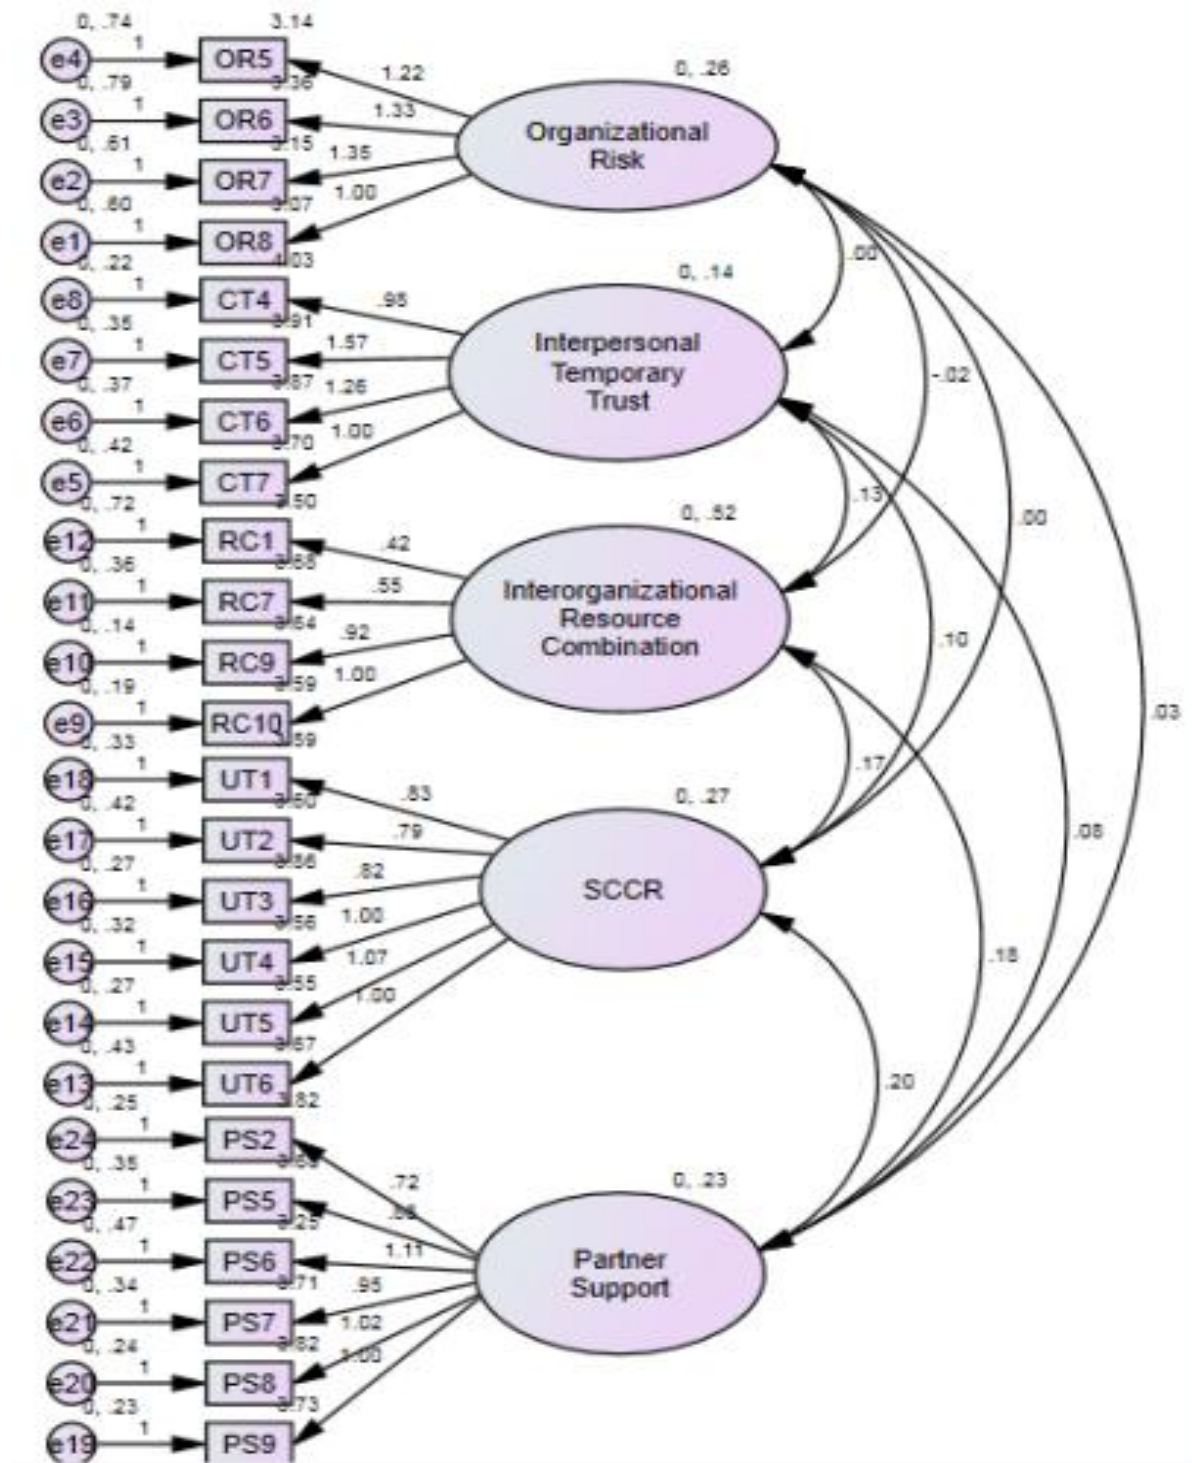 0, .74
3.14
e4
1
OR5
1.22
0, .26
0, .79
3.36
e3
1
OR6
1.33
Organizational
Risk
0, .61
3.15
e2
1
OR7
1.35
0, .60
3.07
e1
1
OR8
1.00
0, .22
4.03
.00
0, .14
e8
1
CT4
.95
0, .35
3.91
e7
1
CT5
1.57
Interpersonal
Temporary
Trust
-.02
0, .37
3.87
e6
1
CT6
1.26
0, .42
3.70
e5
1
CT7
1.00
0, .72
3.50
.13
0, .52
.00
e12
1
RC1
.42
0, .36
e11
1
RC7
.55
Interorganizational
Resource
Combination
0, .14
3.64
e10
1
RC9
.92
.10
0, .19
3.59
e9
1
RC10
1.00
.03
0, .33
3.59
e18
1
UT1
.83
.17
0, .27
0, .42
3.50
e17
1
UT2
.79
.08
0, .27
3.86
e16
1
UT3
.82
SCCR
0, .32
3.56
e15
1
UT4
1.00
.18
0, .27
3.55
e14
1
UT5
1.07
0, .43
3.67
e13
1
UT6
1.00
.20
0, .25
3.82
e24
1
PS2
.72
0, .23
0, .35
e23
1
PS5
0, .47
3.25
e22
1
PS6
1.11
Partner
Support
0, .34
3.71
e21
1
PS7
.95
0, .24
3.82
e20
1
PS8
1.02
0, .23
3.73
e19
1
PS9
1.00